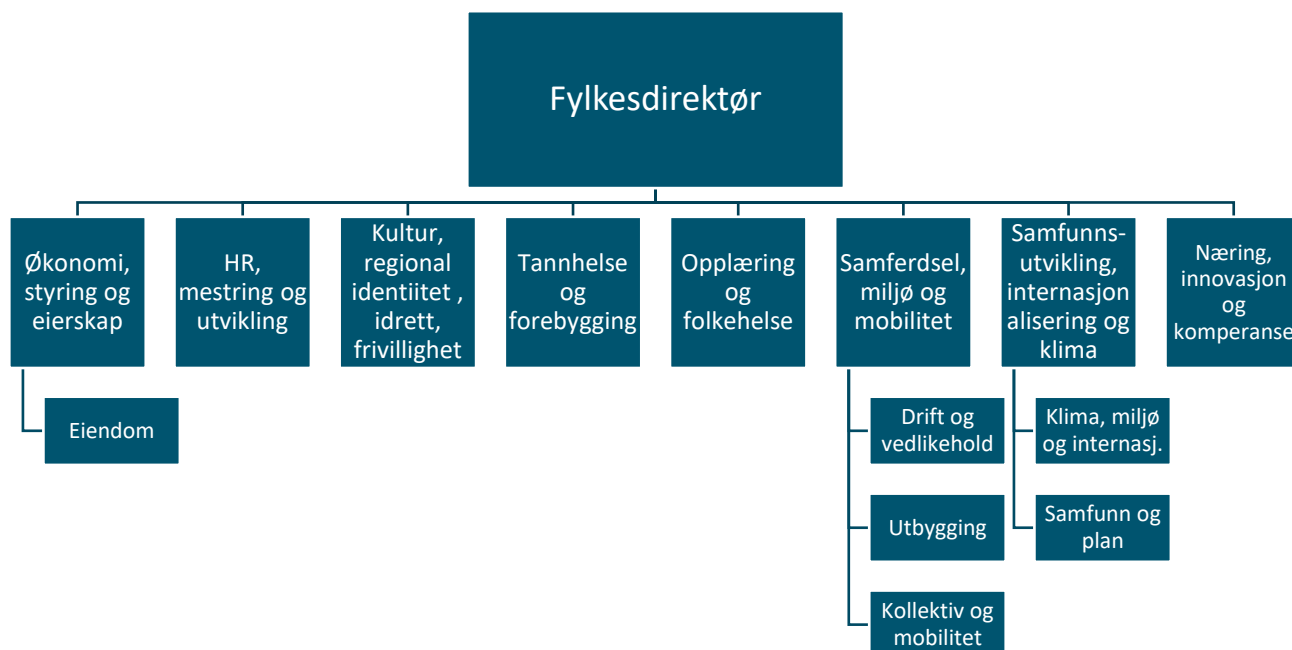 Fylkesdirektør
Økonomi,
styring og
eierskap
HR,
mestring og
utvikling
Kultur,
regional
identiitet ,
idrett,
frivillighet
Tannhelse
og
forebygging
Opplæring
og
folkehelse
Samferdsel,
miljø og
mobilitet
Samfunns-
utvikling,
internasjon
alisering og
klima
Næring,
innovasjon
og
komperanse
Eiendom
Drift og
vedlikehold
Utbygging
Kollektiv og
mobilitet
Klima, miljø
og internasj.
Samfunn og
plan